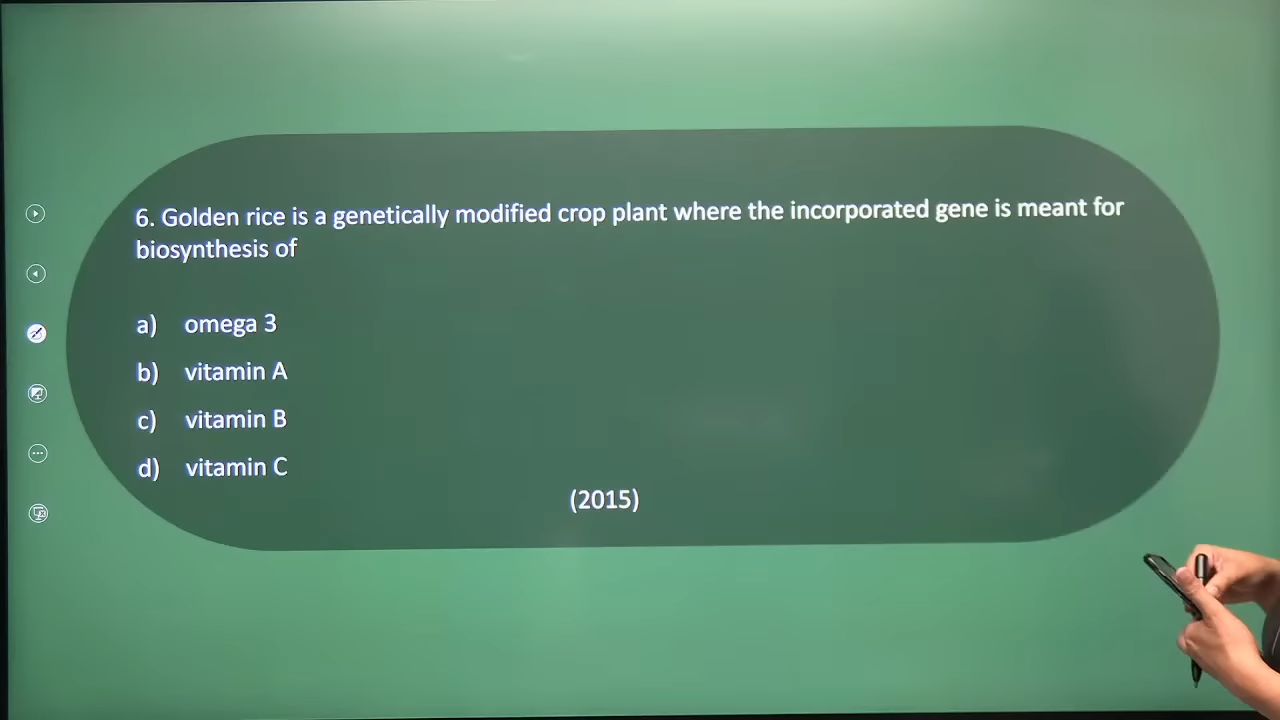 6. Golden rice is a genetically modified crop plant where the incorporated gene is meant for
biosynthesis of
a) omega 3
b) vitamin A
c) vitamin B
d) vitamin C
(2015)